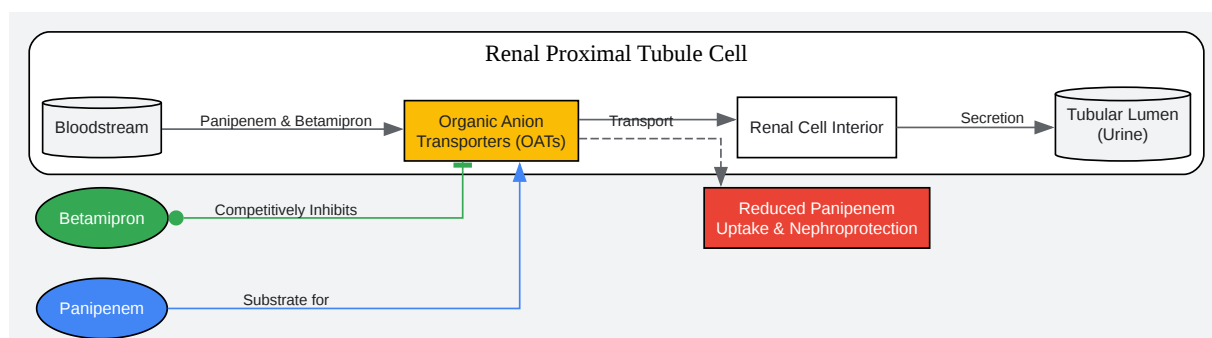 Renal Proximal Tubule Cell
Bloodstream
Panipenem & Betamipron
Organic Anion
Transporters (OATs)
Transport
Renal Cell Interior
Secretion
Tubular Lumen
(Urine)
Betamipron
Competitively Inhibits
Reduced Panipenem
Uptake & Nephroprotection
Panipenem
Substrate for